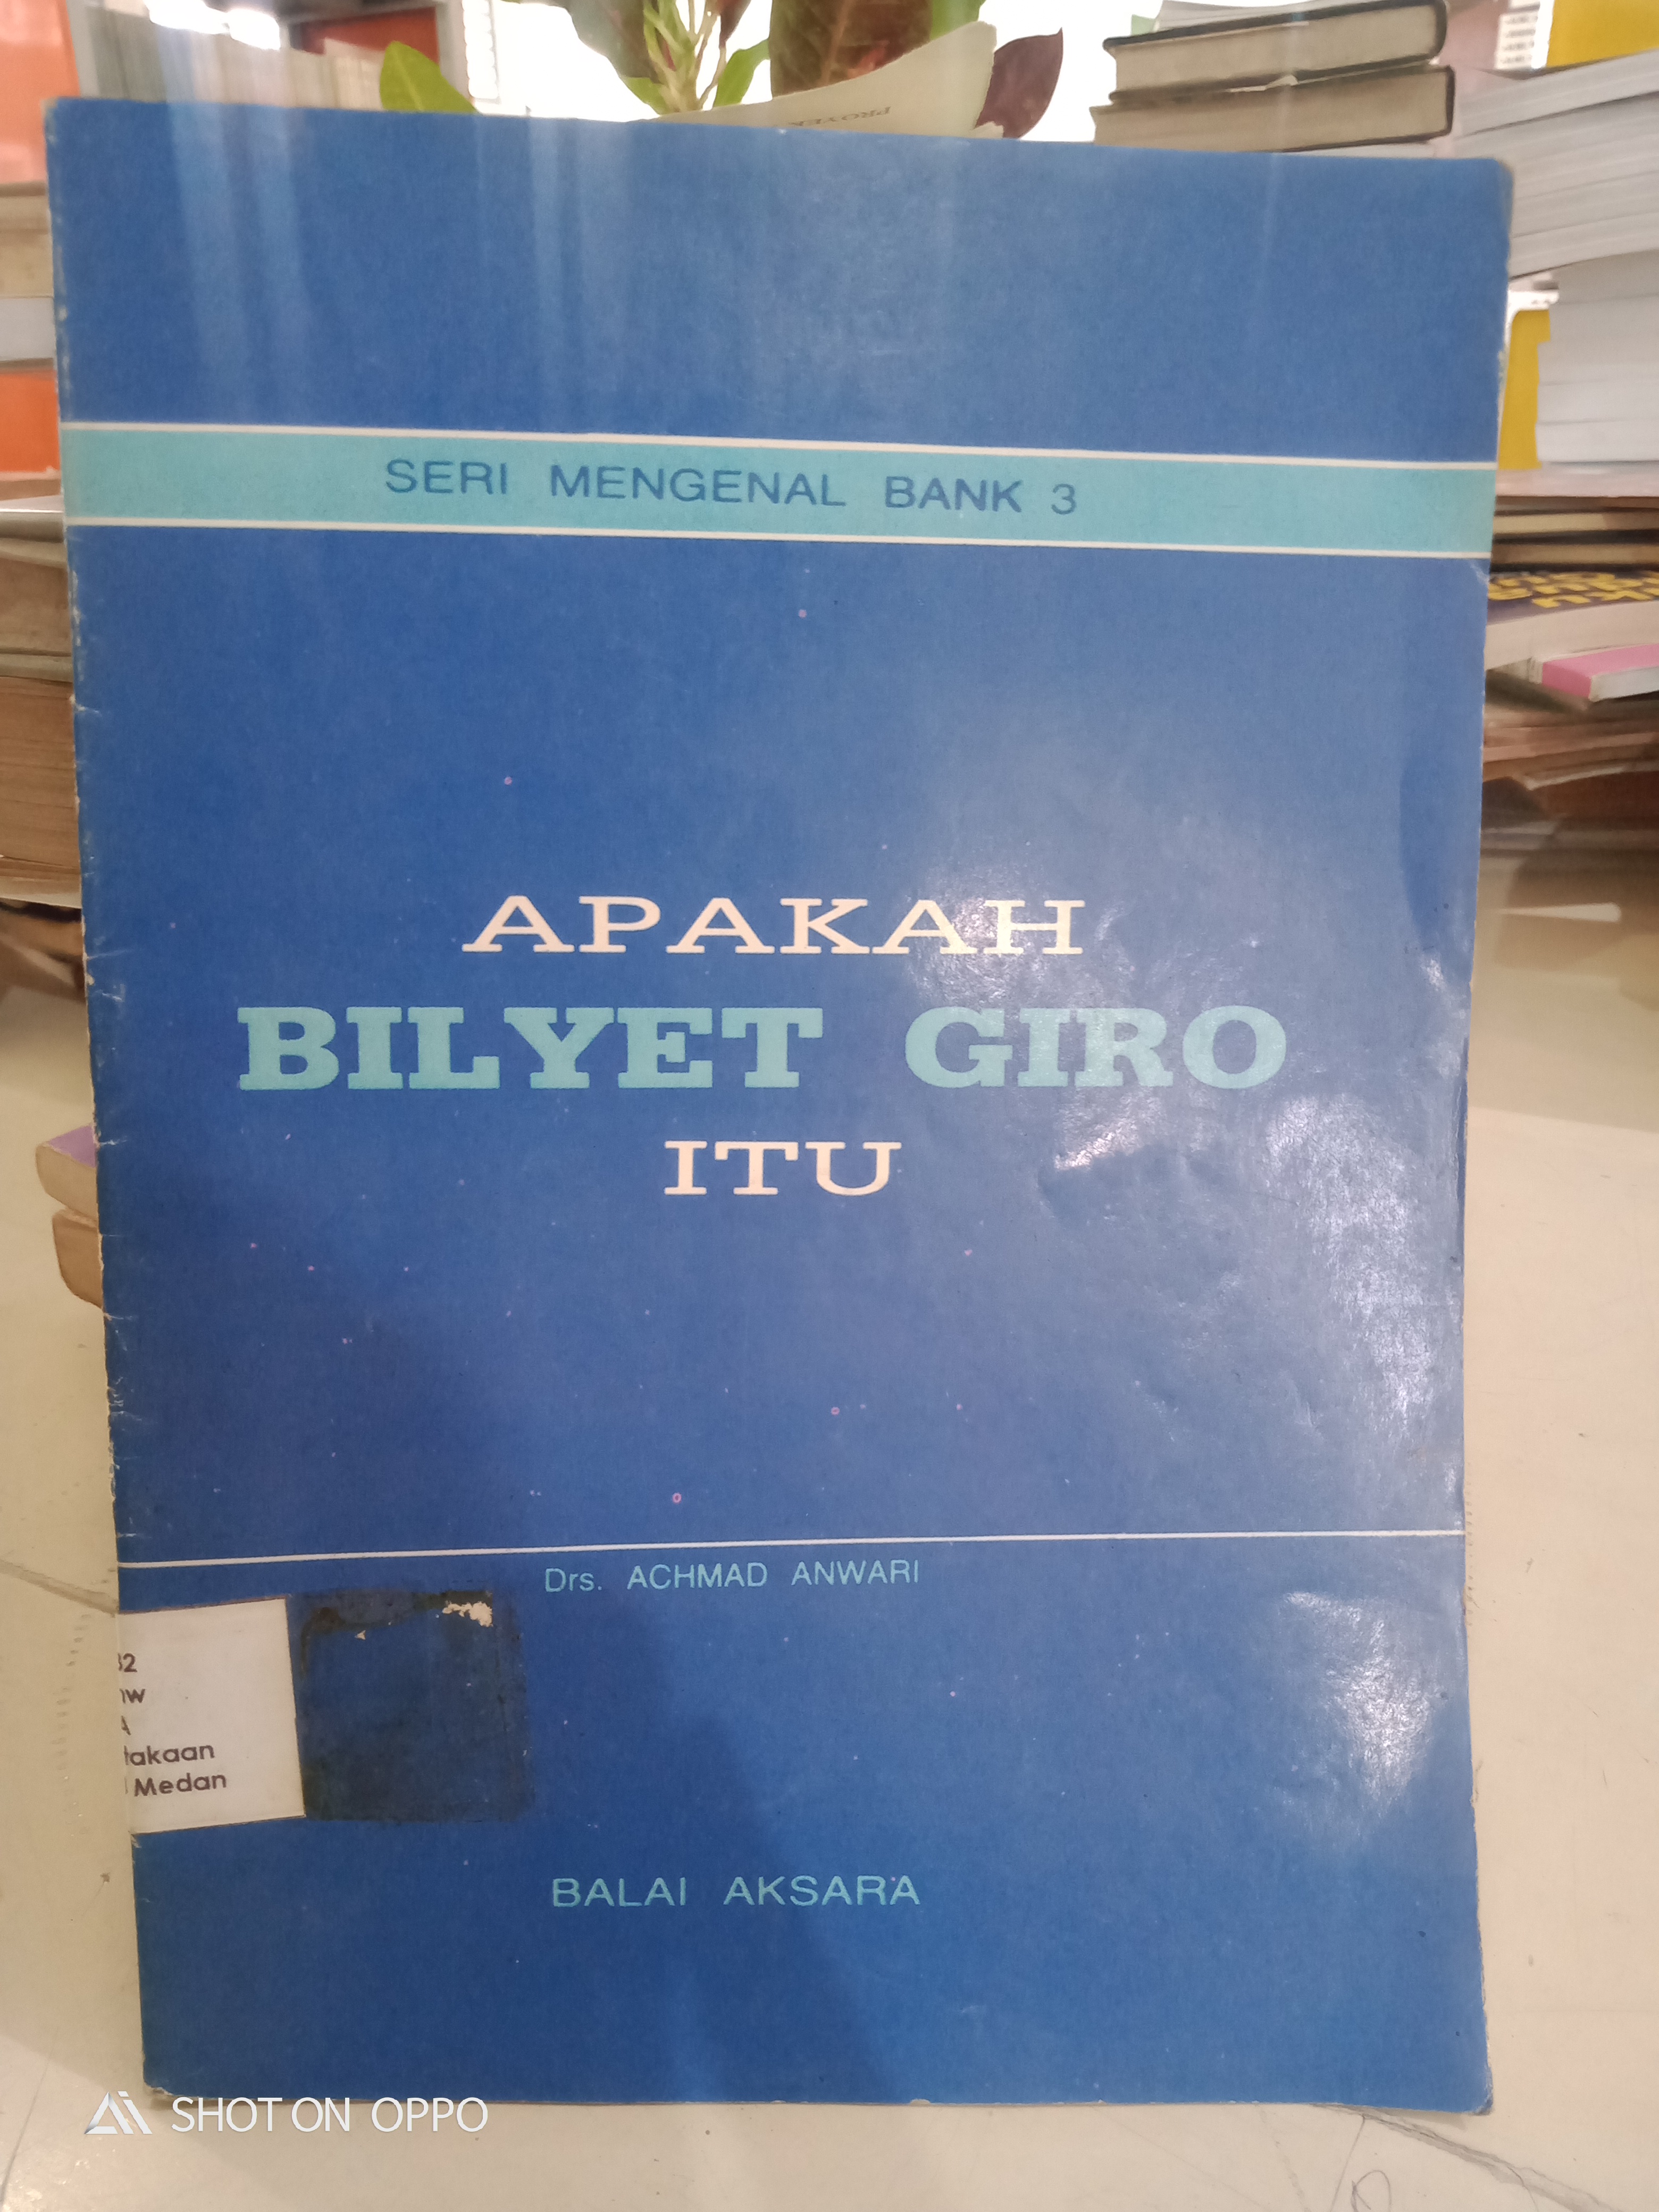 SERI MENGENAL BANK 3
APAKAH
BILYET GIRO
ITU
Drs. ACHMAD ANWARI
takaan
Medan
BALAI AKSARA
SHOT ON OPPO